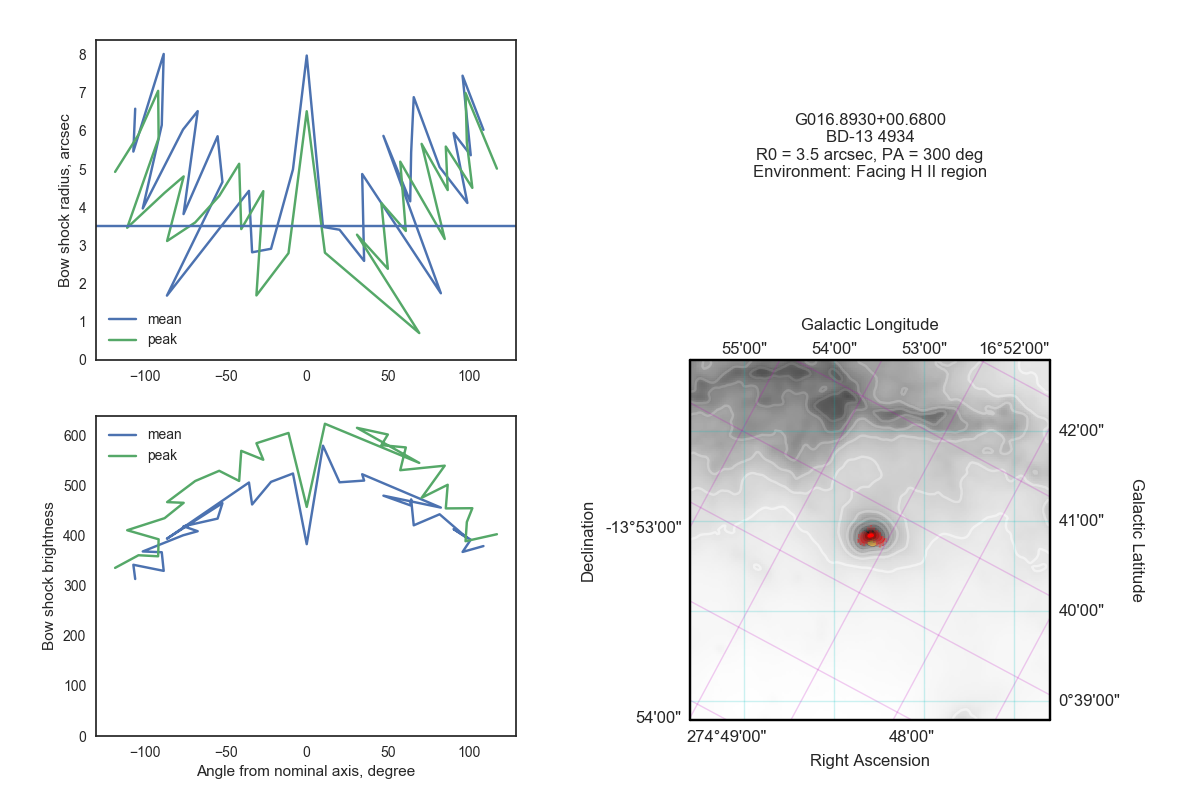 8
7
6
5
4
3
2
1
0
Bow shock radius, arcsec
mean
peak
−100
−50
0
50
100
G016.8930+00.6800
BD-13 4934
R0 = 3.5 arcsec, PA = 300 deg
Environment: Facing H II region
600
500
400
300
200
100
0
Bow shock brightness
mean
peak
−100
−50
0
50
100
Angle from nominal axis, degree
Galactic Longitude
55'00" 54'00" 53'00" 16°52'00"
42'00"
41'00"
40'00"
0°39'00"
Galactic Latitude
-13°53'00"
54'00"
Declination
274°49'00" 48'00"
Right Ascension